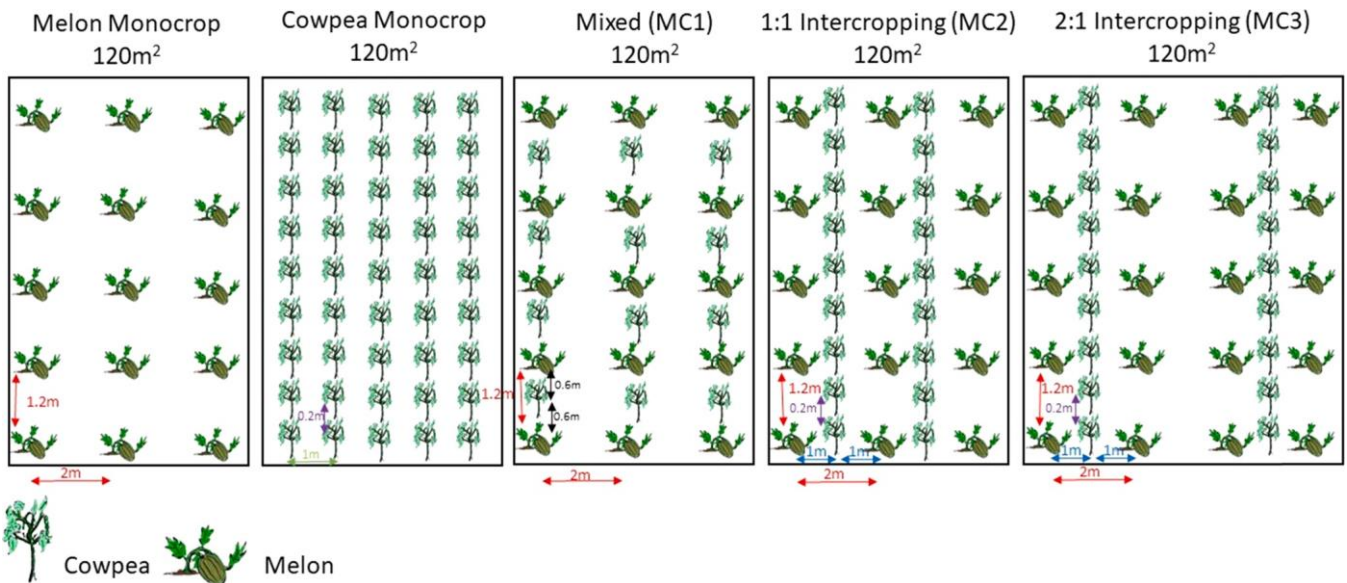 Melon Monocrop
120m²
Cowpea Monocrop
120m²
Mixed (MC1)
120m²
1:1 Intercropping (MC2)
120m²
2:1 Intercropping (MC3)
120m²
1.2m
2m
0.2m
1m
1.2m
0.6m
0.6m
2m
1.2m
0.2m
1m
1m
2m
1.2m
0.2m
1m
1m
2m
Cowpea
Melon